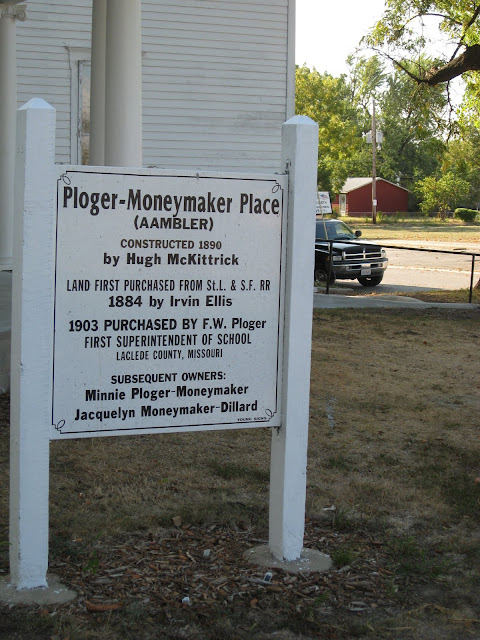 Ploger-Moneymaker Place
(AAMBLER)
CONSTRUCTED 1890
by Hugh McKittrick
LAND FIRST PURCHASED FROM St.L. & S.F. RR
1884 by Irvin Ellis
1903 PURCHASED BY F.W. Ploger
FIRST SUPERINTENDENT OF SCHOOL
LACLEDE COUNTY, MISSOURI
SUBSEQUENT OWNERS:
Minnie Ploger-Moneymaker
Jacquelyn Moneymaker-Dillard
YOUNG SIGNS